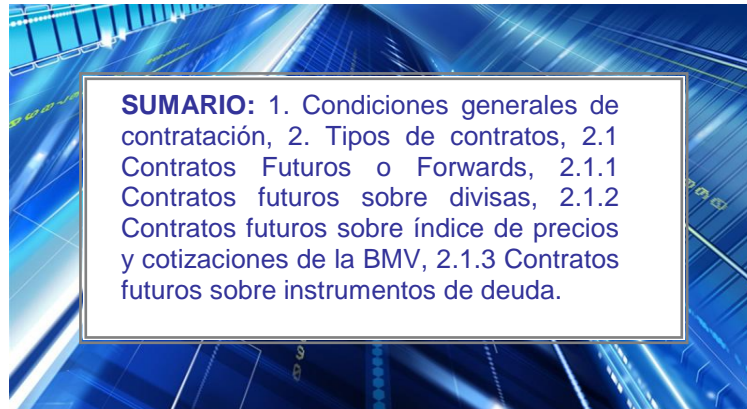 SUMARIO: 1. Condiciones generales de
contratación, 2. Tipos de contratos, 2.1
Contratos Futuros o Forwards, 2.1.1
Contratos futuros sobre divisas, 2.1.2
Contratos futuros sobre índice de precios
y cotizaciones de la BMV, 2.1.3 Contratos
futuros sobre instrumentos de deuda.